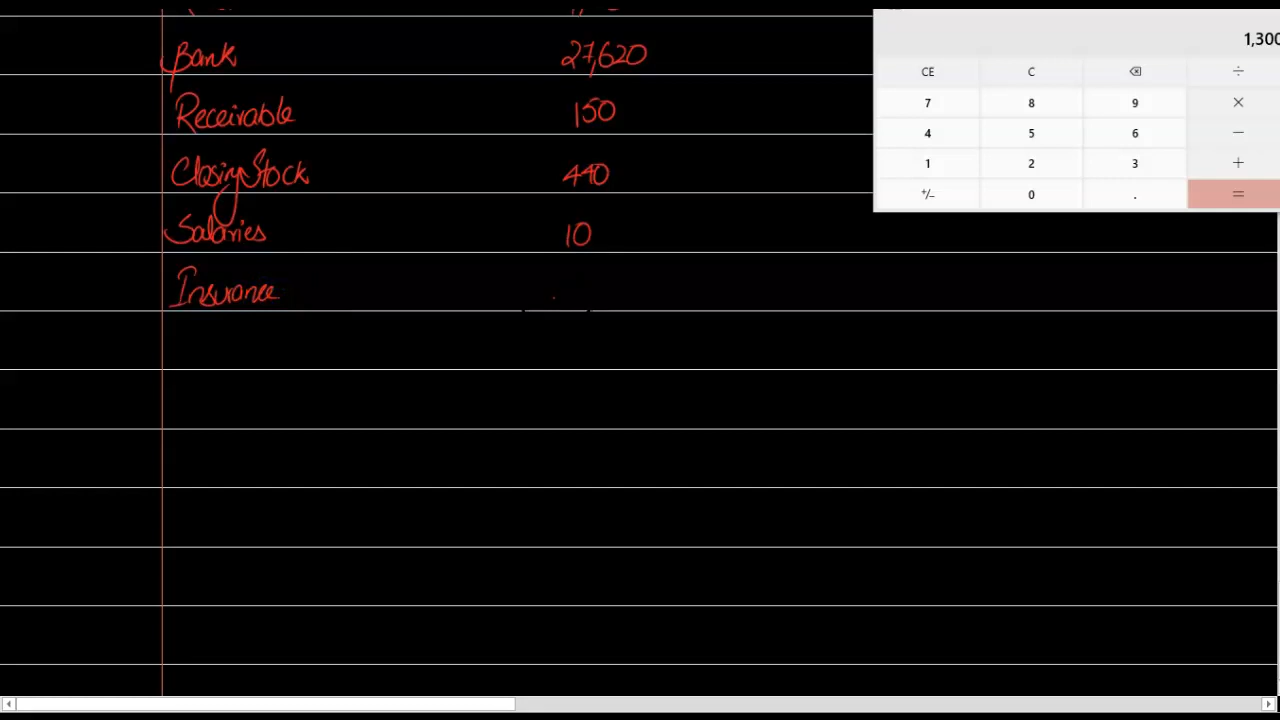 Bank 27,620
Receivable 150
Closing Stock 440
Salaries 10
Insurance
1,300
CE C ⌫ ÷
7 8 9 ×
4 5 6 −
1 2 3 +
+/− 0 . =